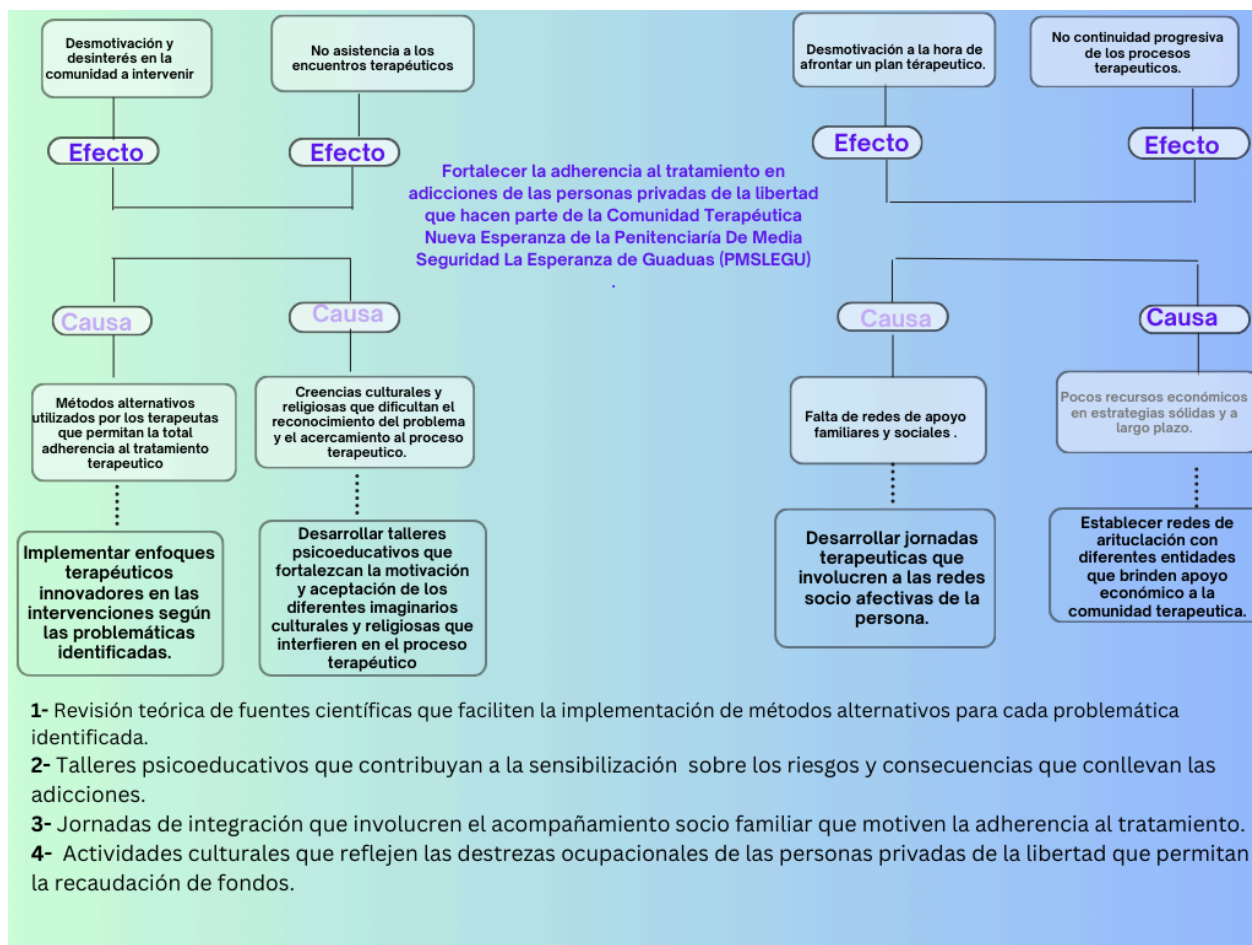 Desmotivación y
desinterés en la
comunidad a intervenir
No asistencia a los
encuentros terapéuticos
Desmotivación a la hora de
afrontar un plan térapeutico.
No continuidad progresiva
de los procesos
terapeuticos.
Efecto
Efecto
Efecto
Efecto
Fortalecer la adherencia al tratamiento en
adicciones de las personas privadas de la libertad
que hacen parte de la Comunidad Terapéutica
Nueva Esperanza de la Penitenciaría De Media
Seguridad La Esperanza de Guaduas (PMSLEGU)
.
Causa
Causa
Causa
Causa
Métodos alternativos
utilizados por los terapeutas
que permitan la total
adherencia al tratamiento
terapeutico
Creencias culturales y
religiosas que dificultan el
reconocimiento del problema
y el acercamiento al proceso
terapeutico.
Falta de redes de apoyo
familiares y sociales .
Pocos recursos económicos
en estrategias sólidas y a
largo plazo.
Implementar enfoques
terapéuticos
innovadores en las
intervenciones según
las problemáticas
identificadas.
Desarrollar talleres
psicoeducativos que
fortalezcan la motivación
y aceptación de los
diferentes imaginarios
culturales y religiosas que
interfieren en el proceso
terapéutico
Desarrollar jornadas
terapeuticas que
involucren a las redes
socio afectivas de la
persona.
Establecer redes de
arituclación con
diferentes entidades
que brinden apoyo
económico a la
comunidad terapeutica.
1- Revisión teórica de fuentes científicas que faciliten la implementación de métodos alternativos para cada problemática
identificada.
2- Talleres psicoeducativos que contribuyan a la sensibilización sobre los riesgos y consecuencias que conllevan las
adicciones.
3- Jornadas de integración que involucren el acompañamiento socio familiar que motiven la adherencia al tratamiento.
4- Actividades culturales que reflejen las destrezas ocupacionales de las personas privadas de la libertad que permitan
la recaudación de fondos.